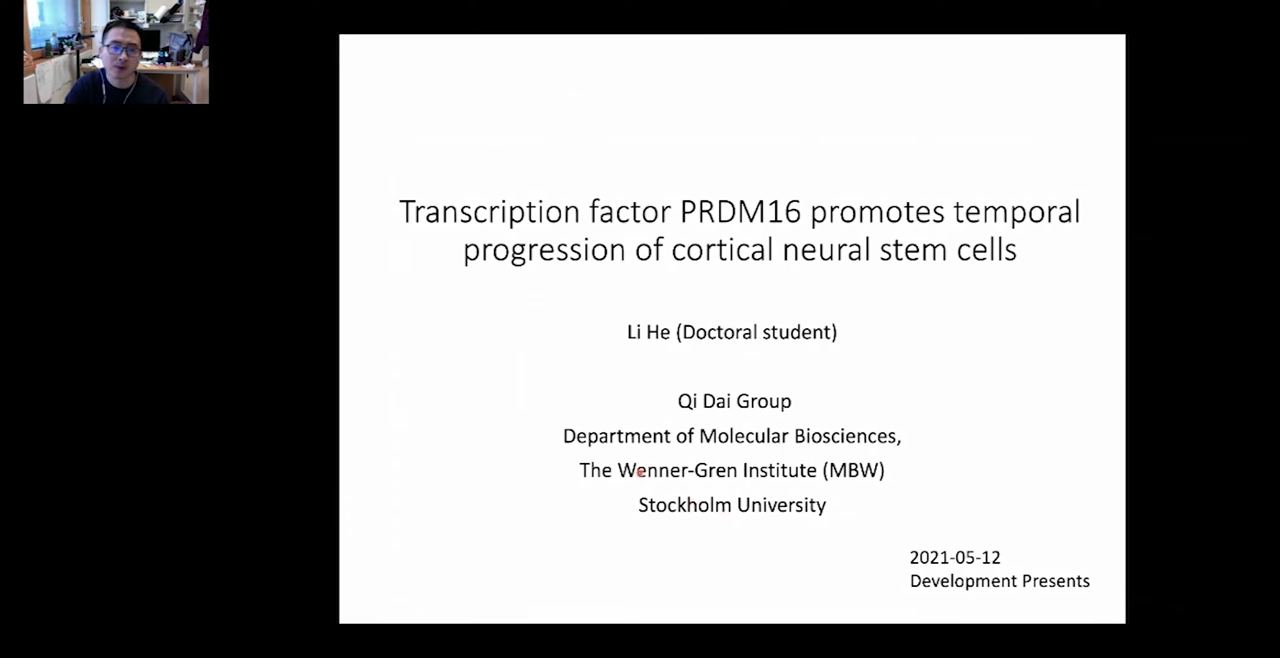 Transcription factor PRDM16 promotes temporal
progression of cortical neural stem cells
Li He (Doctoral student)
Qi Dai Group
Department of Molecular Biosciences,
The Wenner-Gren Institute (MBW)
Stockholm University
2021-05-12
Development Presents